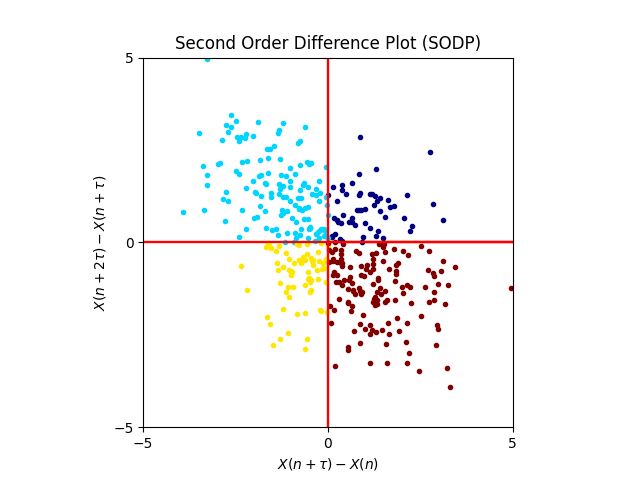 Second Order Difference Plot (SODP)
5
0
−5
−5
0
5
X(n + 2τ) − X(n + τ)
X(n + τ) − X(n)